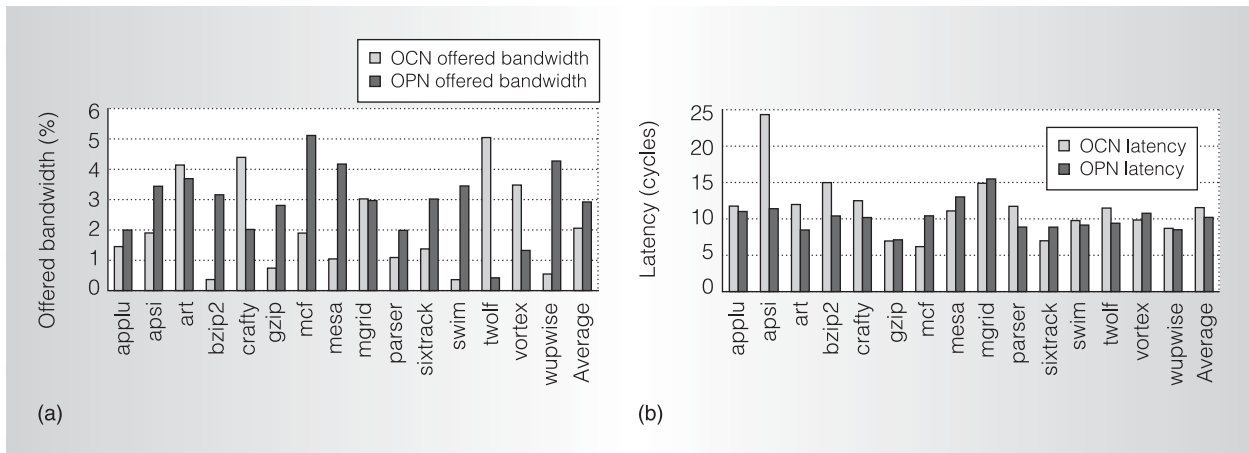 OCN offered bandwidth
OPN offered bandwidth
Offered bandwidth (%)
6
5
4
3
2
1
0
applu
apsi
art
bzip2
crafty
gzip
mcf
mesa
mgrid
parser
sixtrack
swim
twolf
vortex
wupwise
Average
(a)
OCN latency
OPN latency
Latency (cycles)
25
20
15
10
5
0
applu
apsi
art
bzip2
crafty
gzip
mcf
mesa
mgrid
parser
sixtrack
swim
twolf
vortex
wupwise
Average
(b)